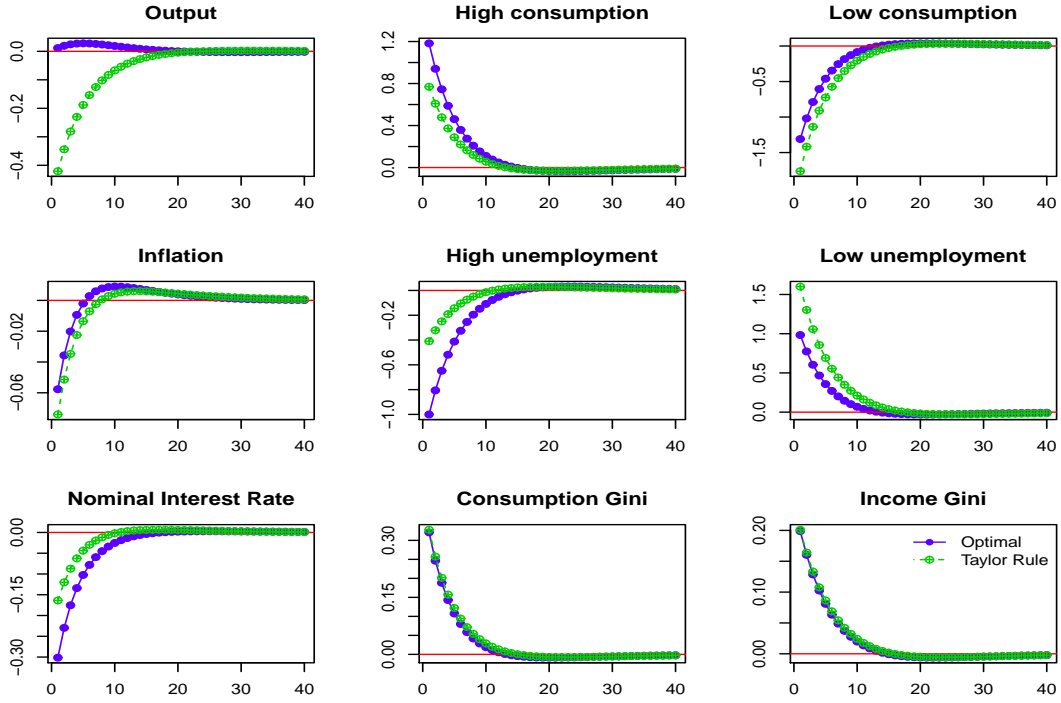 Output
0.0
−0.2
−0.4
0 10 20 30 40
High consumption
1.2
0.8
0.4
0.0
0 10 20 30 40
Low consumption
−0.5
−1.5
0 10 20 30 40
Inflation
−0.02
−0.06
0 10 20 30 40
High unemployment
−0.2
−0.6
−1.0
0 10 20 30 40
Low unemployment
1.5
1.0
0.5
0.0
0 10 20 30 40
Nominal Interest Rate
0.00
−0.15
−0.30
0 10 20 30 40
Consumption Gini
0.30
0.15
0.00
0 10 20 30 40
Income Gini
0.20
0.10
0.00
0 10 20 30 40
Optimal
Taylor Rule